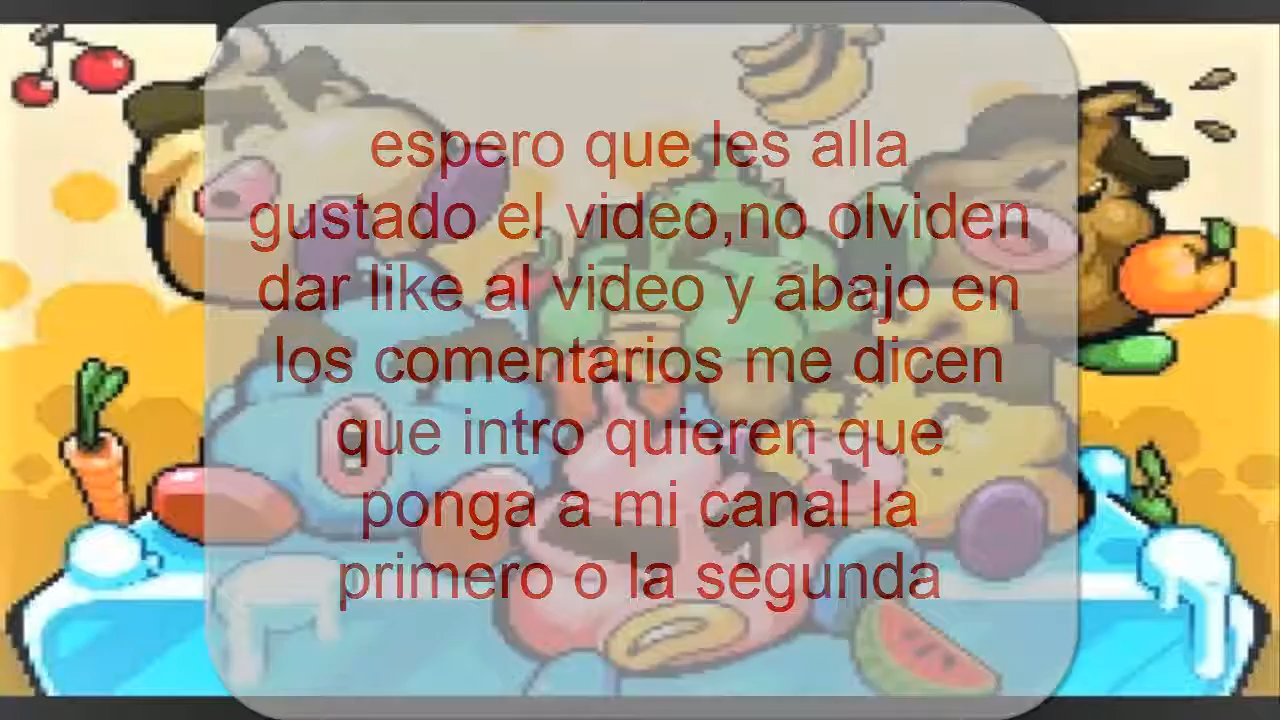 espero que les alla
gustado el video,no olviden
dar like al video y abajo en
los comentarios me dicen
que intro quieren que
ponga a mi canal la
primero o la segunda